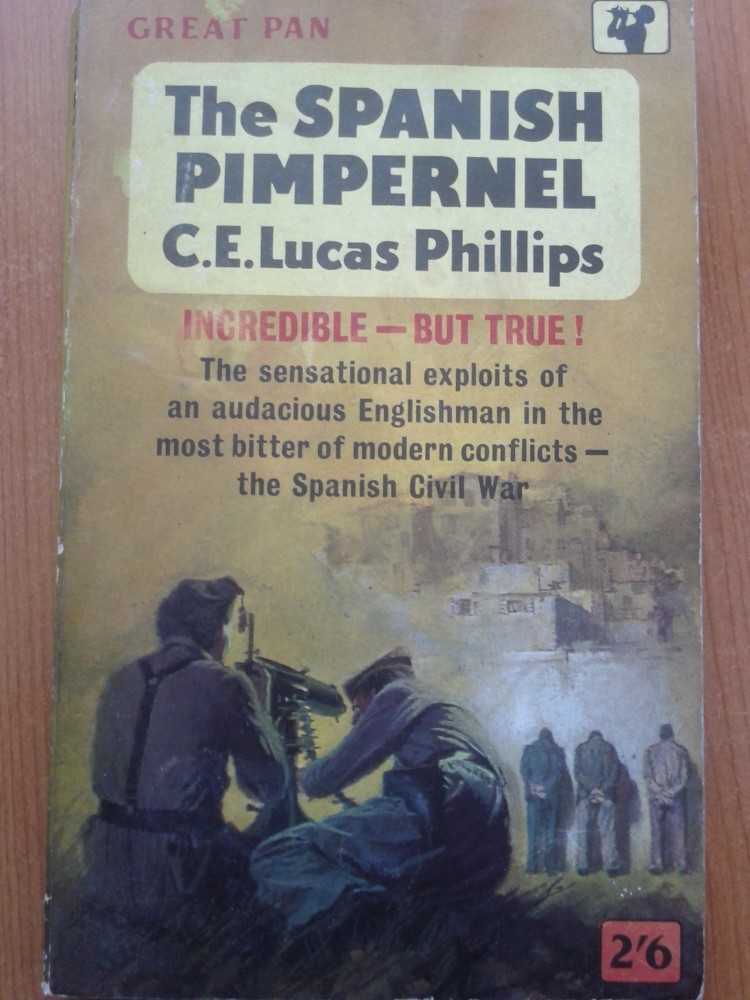 GREAT PAN
The SPANISH
PIMPERNEL
C.E. Lucas Phillips
INCREDIBLE — BUT TRUE!
The sensational exploits of
an audacious Englishman in the
most bitter of modern conflicts —
the Spanish Civil War
2'6